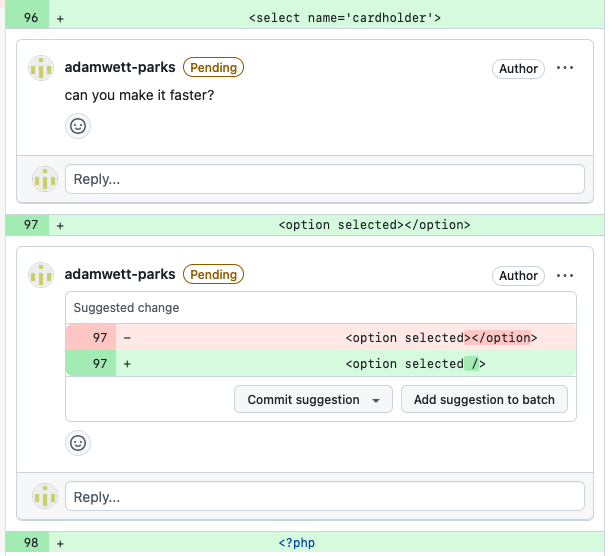 96 + <select name='cardholder'>
adamwett-parks Pending Author ...
can you make it faster?
Reply...
97 + <option selected></option>
adamwett-parks Pending Author ...
Suggested change
97 - <option selected></option>
97 + <option selected />
Commit suggestion Add suggestion to batch
Reply...
98 + <?php